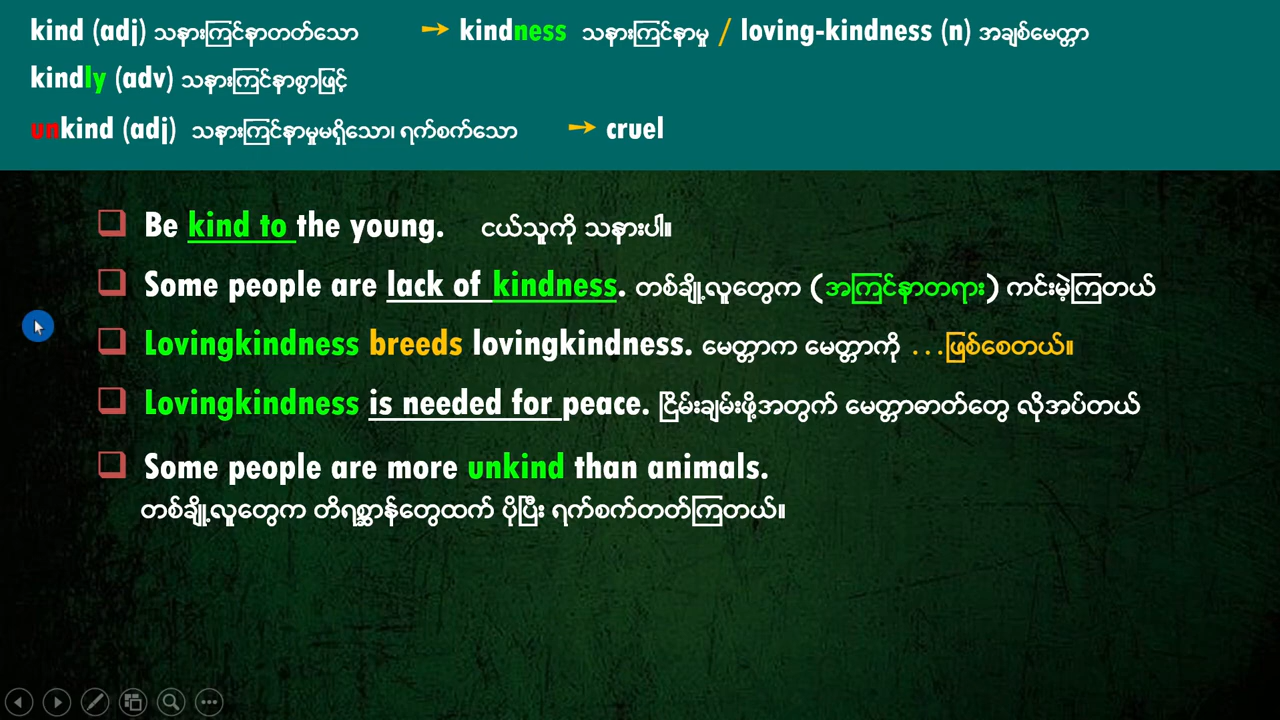 kind (adj) သနားကြင်နာတတ်သော → kindness သနားကြင်နာမှု / loving-kindness (n) အချစ်မေတ္တာ
kindly (adv) သနားကြင်နာစွာဖြင့်
unkind (adj) သနားကြင်နာမှုမရှိသော၊ ရက်စက်သော → cruel
❑ Be kind to the young. ငယ်သူကို သနားပါ။
❑ Some people are lack of kindness. တစ်ချို့လူတွေက (အကြင်နာတရား) ကင်းမဲ့ကြတယ်
❑ Lovingkindness breeds lovingkindness. မေတ္တာက မေတ္တာကို ...ဖြစ်စေတယ်။
❑ Lovingkindness is needed for peace. ငြိမ်းချမ်းဖို့အတွက် မေတ္တာဓာတ်တွေ လိုအပ်တယ်
❑ Some people are more unkind than animals.
တစ်ချို့လူတွေက တိရစ္ဆာန်တွေထက် ပိုပြီး ရက်စက်တတ်ကြတယ်။